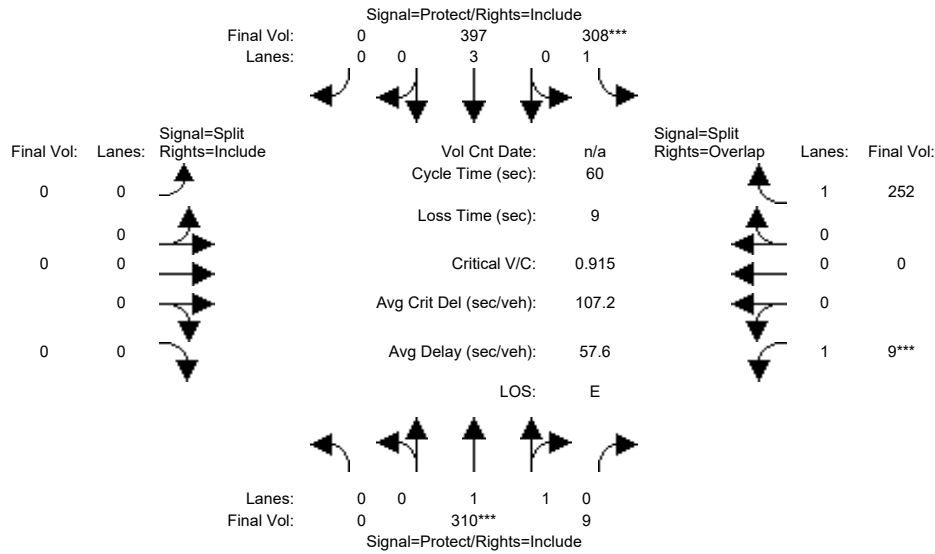 Signal=Protect/Rights=Include
Final Vol: 0 397 308***
Lanes: 0 0 3 0 1
Signal=Split Signal=Split
Final Vol: Lanes: Rights=Include Vol Cnt Date: n/a Rights=Overlap Lanes: Final Vol:
Cycle Time (sec): 60
0 0 1 252
Loss Time (sec): 9
0 0
0 0 Critical V/C: 0.915 0 0
0 Avg Crit Del (sec/veh): 107.2 0
0 0 Avg Delay (sec/veh): 57.6 1 9***
LOS: E
Lanes: 0 0 1 1 0
Final Vol: 0 310*** 9
Signal=Protect/Rights=Include